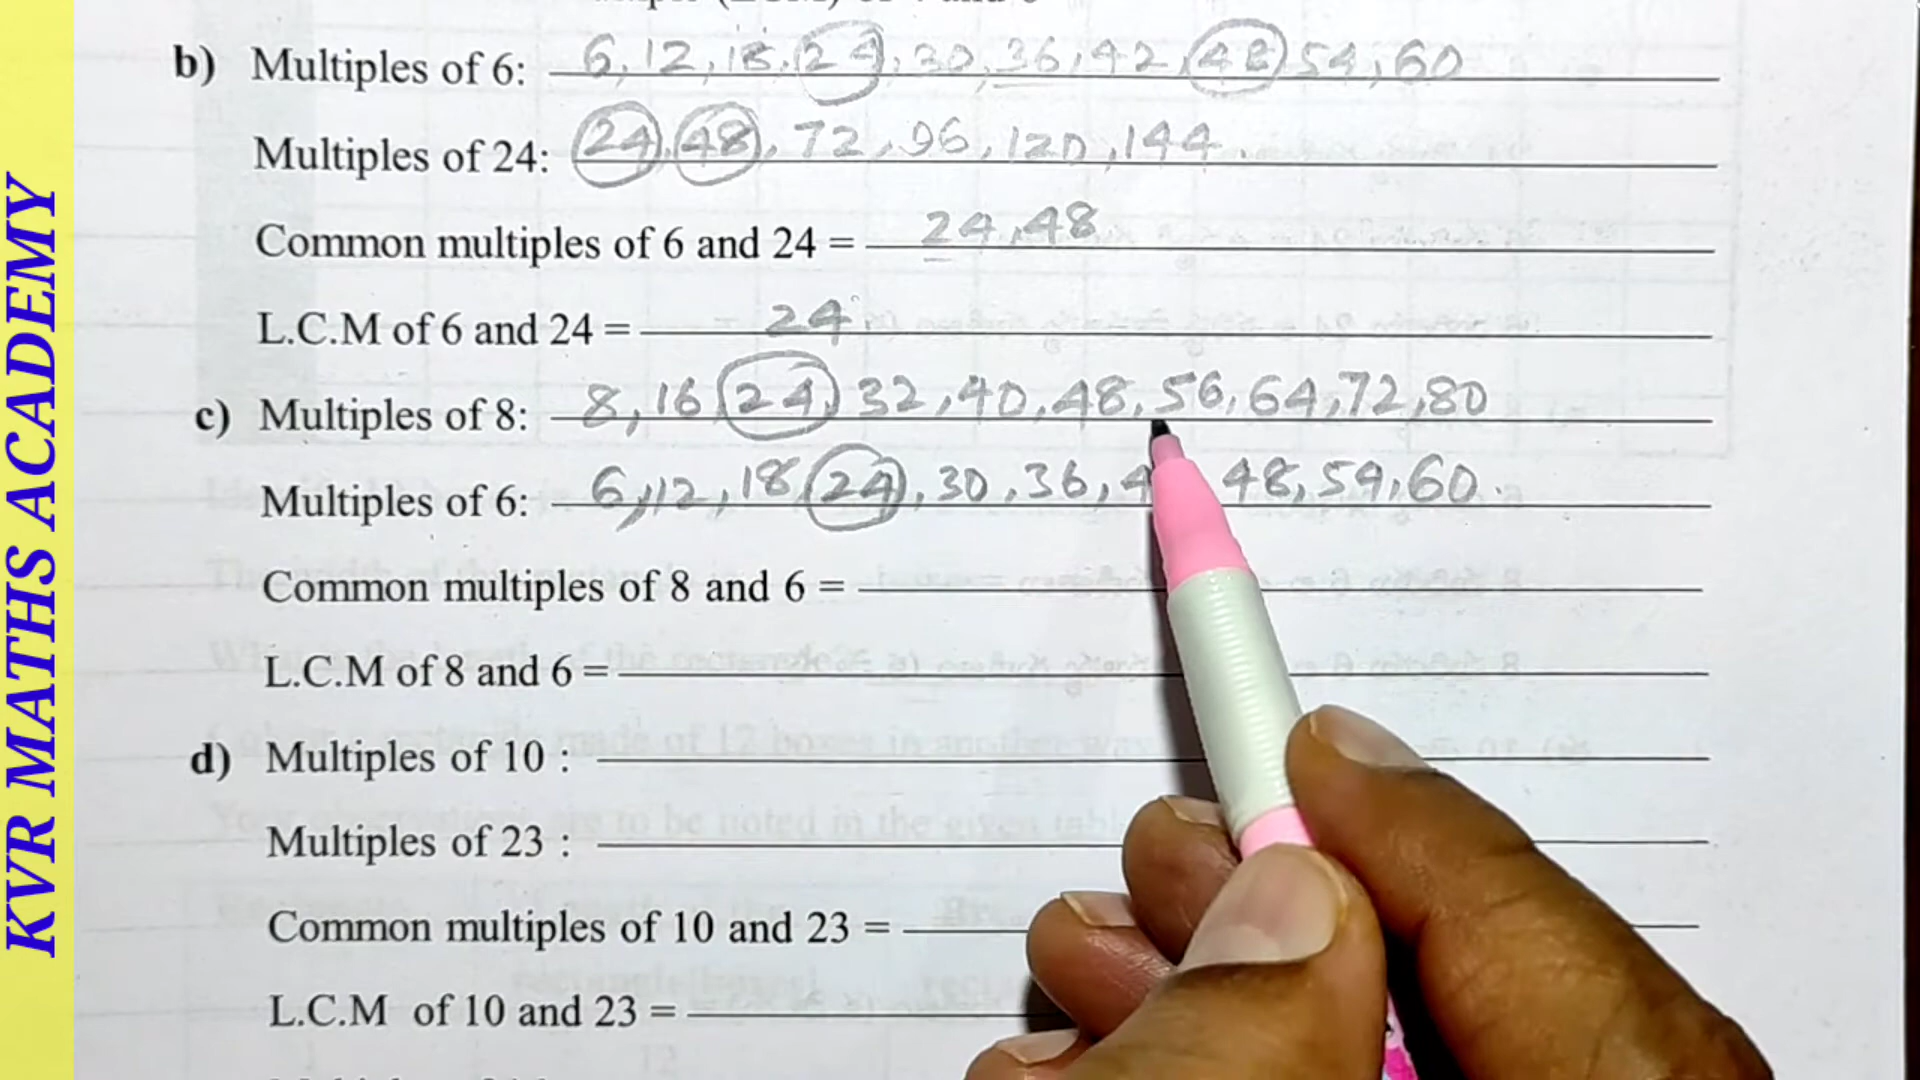 KVR MATHS ACADEMY
b) Multiples of 6: 6, 12, 18, 24, 30, 36, 42, 48 54, 60
Multiples of 24: 24, 48, 72, 96, 120, 144.
Common multiples of 6 and 24 = 24, 48
L.C.M of 6 and 24 = 24
c) Multiples of 8: 8, 16 24, 32, 40, 48, 56, 64, 72, 80
Multiples of 6: 6, 12, 18, 24, 30, 36, 48, 54, 60.
Common multiples of 8 and 6 =
L.C.M of 8 and 6 =
d) Multiples of 10 :
Multiples of 23 :
Common multiples of 10 and 23 =
L.C.M of 10 and 23 =